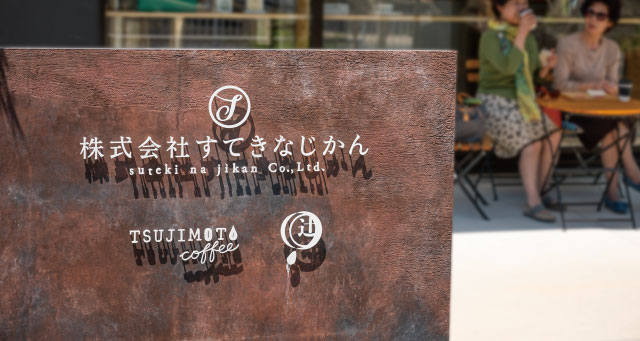 S
株式会社すてきなじかん
suteki na jikan Co.,Ltd.
TSUJIMOTO
coffee
辻